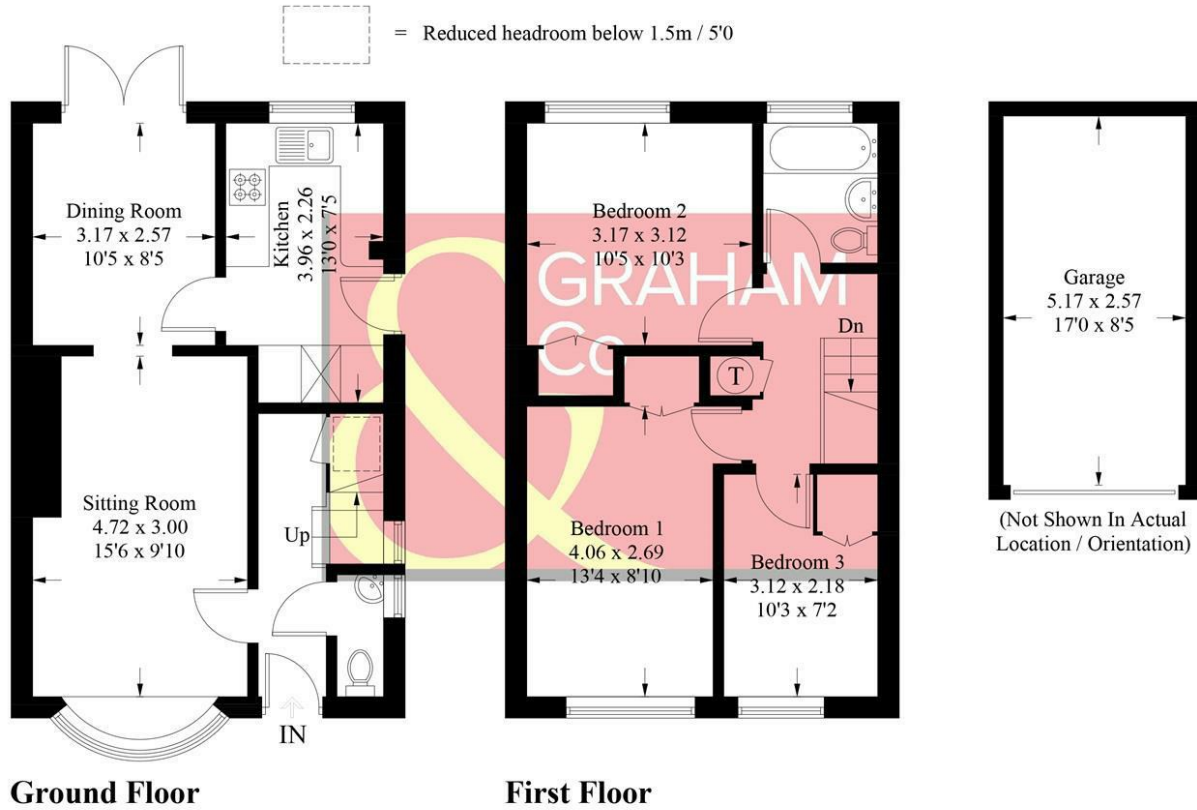 = Reduced headroom below 1.5m / 5'0
Dining Room
3.17 x 2.57
10'5 x 8'5
Kitchen
3.96 x 2.26
13'0 x 7'5
Sitting Room
4.72 x 3.00
15'6 x 9'10
Up
IN
Ground Floor
Bedroom 2
3.17 x 3.12
10'5 x 10'3
GRAHAM
&
Co
T
Dn
Bedroom 1
4.06 x 2.69
13'4 x 8'10
Bedroom 3
3.12 x 2.18
10'3 x 7'2
First Floor
Garage
5.17 x 2.57
17'0 x 8'5
(Not Shown In Actual
Location / Orientation)